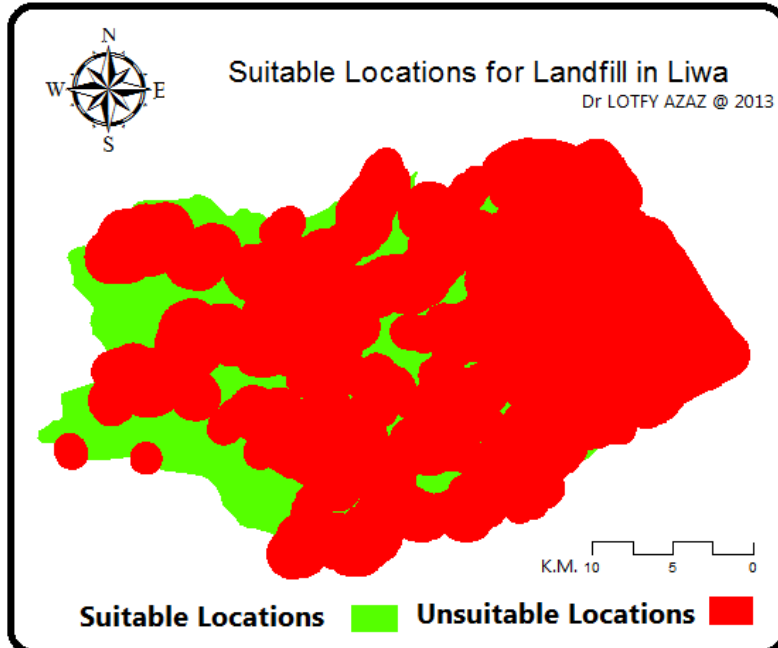 N
W E
S
Suitable Locations for Landfill in Liwa
Dr LOTFY AZAZ @ 2013
K.M. 10 5 0
Suitable Locations Unsuitable Locations